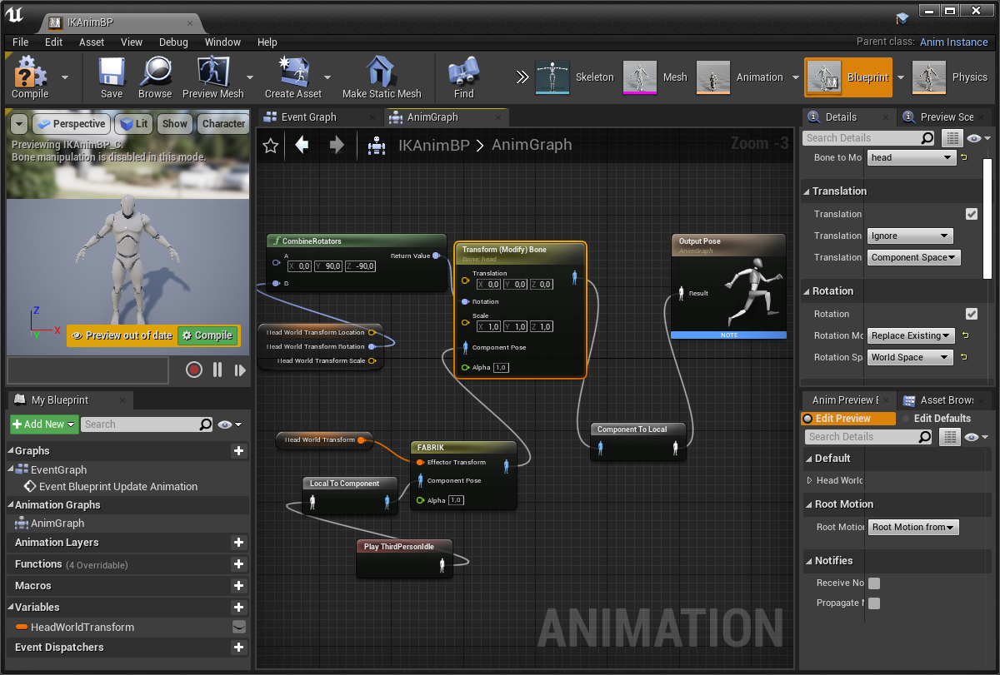 IKAnimBP
File Edit Asset View Debug Window Help
Parent class: Anim Instance
Compile
Save
Browse
Preview Mesh
Create Asset
Make Static Mesh
Find
Skeleton
Mesh
Animation
Blueprint
Physics
Perspective
Lit
Show
Character
Previewing IKAnimBP_C.
Bone manipulation is disabled in this mode.
Z
X
Y
Preview out of date
Compile
My Blueprint
Add New
Search
Graphs
EventGraph
Event Blueprint Update Animation
Animation Graphs
AnimGraph
Animation Layers
Functions (4 Overridable)
Macros
Variables
HeadWorldTransform
Event Dispatchers
Event Graph
AnimGraph
IKAnimBP > AnimGraph
Zoom -3
CombineRotators
A
X 0,0 Y 90,0 Z -90,0
Return Value
B
Head World Transform Location
Head World Transform Rotation
Head World Transform Scale
Transform (Modify) Bone
Bone: head
Translation
X 0,0 Y 0,0 Z 0,0
Rotation
Scale
X 1,0 Y 1,0 Z 1,0
Component Pose
Alpha 1,0
Output Pose
AnimGraph
Result
NOTE
Component To Local
Head World Transform
FABRIK
Effector Transform
Component Pose
Alpha 1,0
Local To Component
Play ThirdPersonIdle
ANIMATION
Details
Preview Sce
Search Details
Bone to Mo head
Translation
Translation
Translation Ignore
Translation Component Space
Rotation
Rotation
Rotation Mo Replace Existing
Rotation Sp World Space
Anim Preview E
Asset Brows
Edit Preview
Edit Defaults
Search Details
Default
Head World
Root Motion
Root Motion Root Motion from
Notifies
Receive No
Propagate N